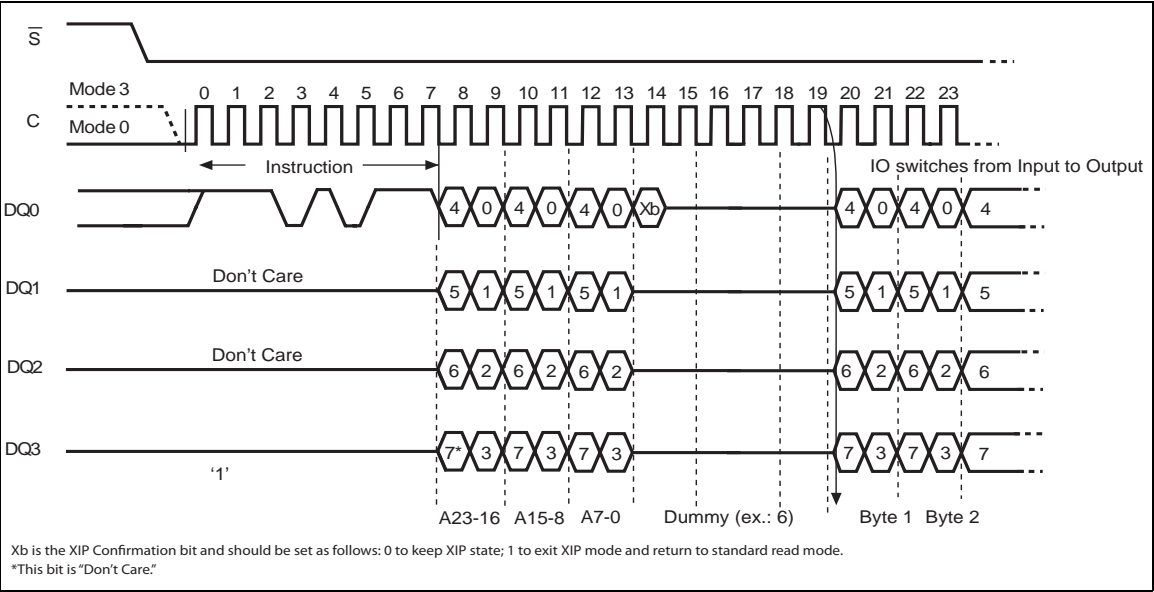 S
Mode 3
0 1 2 3 4 5 6 7 8 9 10 11 12 13 14 15 16 17 18 19 20 21 22 23
C
Mode 0
Instruction
IO switches from Input to Output
DQ0 4 0 4 0 4 0 Xb 4 0 4 0 4
Don't Care
DQ1 5 1 5 1 5 1 5 1 5 1 5
Don't Care
DQ2 6 2 6 2 6 2 6 2 6 2 6
DQ3 7* 3 7 3 7 3 7 3 7 3 7
‘1’
A23-16 A15-8 A7-0 Dummy (ex.: 6) Byte 1 Byte 2
Xb is the XIP Confirmation bit and should be set as follows: 0 to keep XIP state; 1 to exit XIP mode and return to standard read mode.
*This bit is “Don’t Care.”